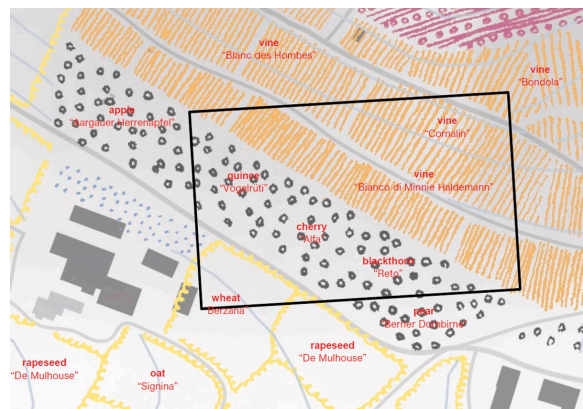 vine
"Blanc des Hombes"
vine
"Bondola"
apple
"Aargauer Herrenapfel"
vine
"Cornalin"
quince
"Vogelrüti"
vine
"Bianco di Minnie Haldemann"
cherry
"Alfa"
blackthorn
"Reto"
wheat
"Berzana"
pear
"Berner Dornbirne"
rapeseed
"De Mulhouse"
rapeseed
"De Mulhouse"
oat
"Signina"